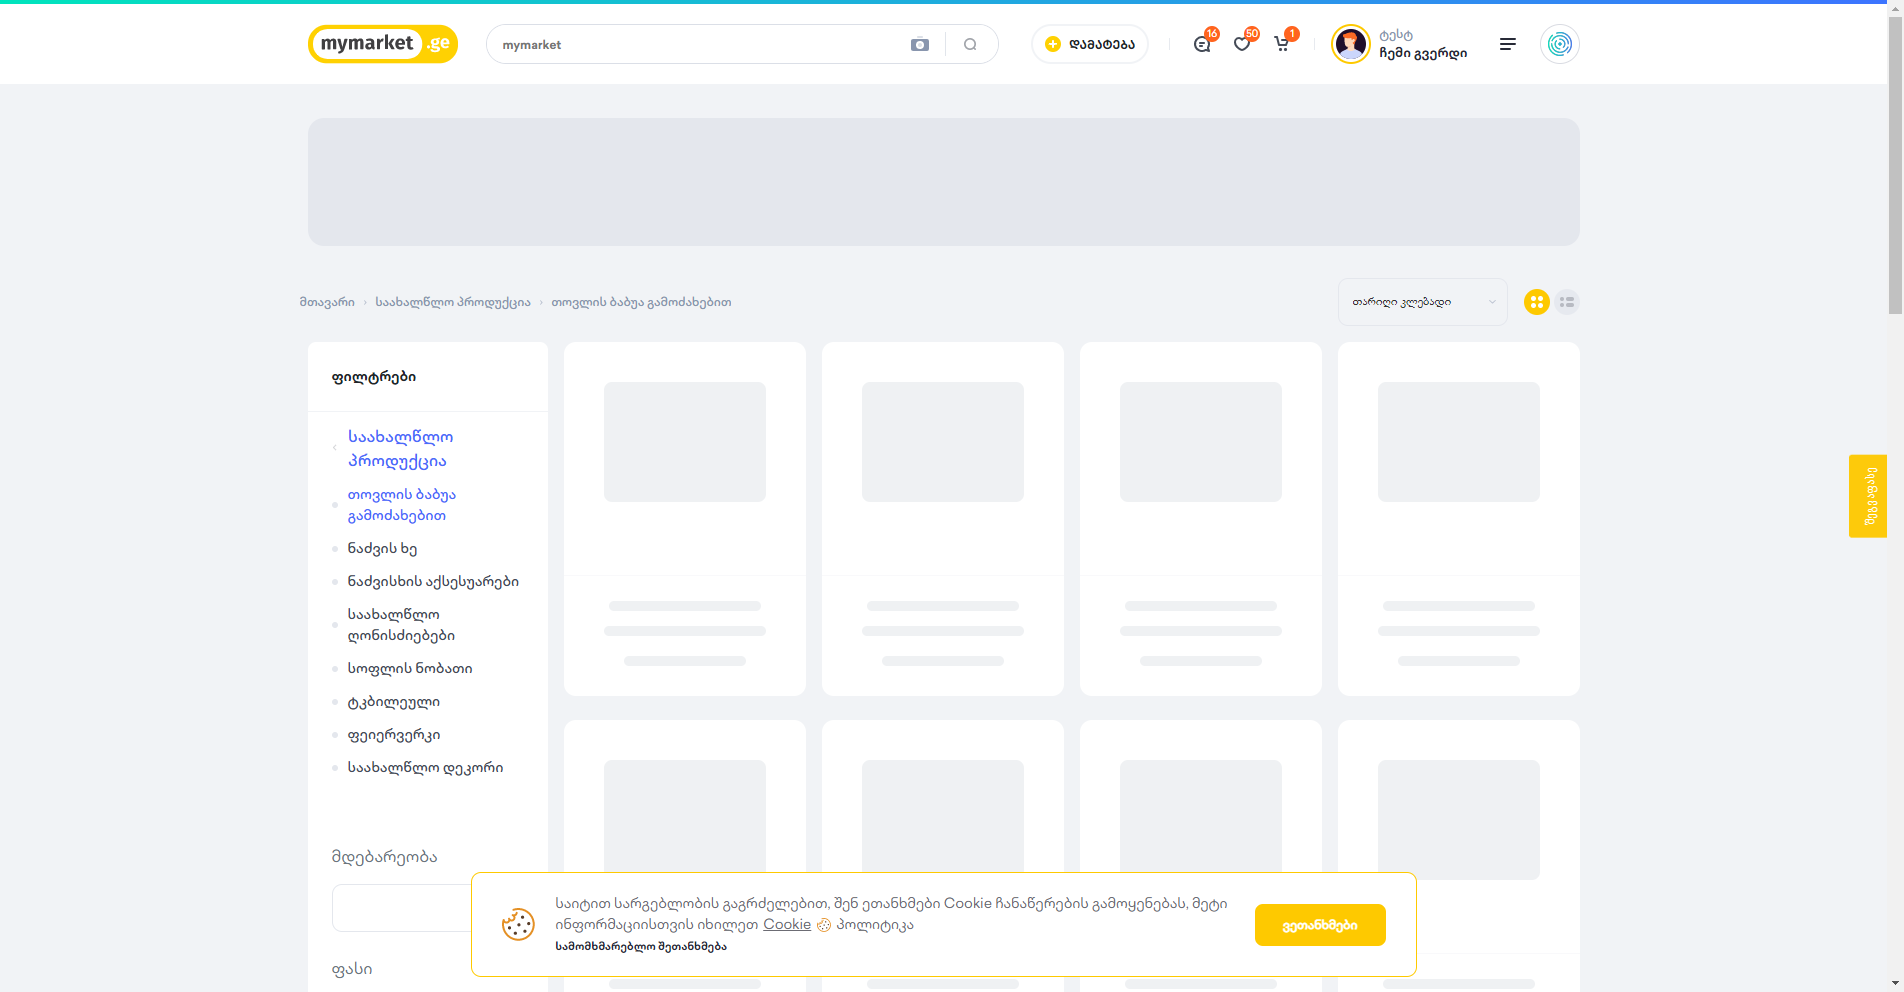 mymarket.ge
mymarket
დამატება
16
50
1
ტესტ
ჩემი გვერდი
მთავარი › საახალწლო პროდუქცია › თოვლის ბაბუა გამოძახებით
თარიღი კლებადი
ფილტრები
საახალწლო
პროდუქცია
თოვლის ბაბუა
გამოძახებით
ნაძვის ხე
ნაძვისხის აქსესუარები
საახალწლო
ღონისძიებები
სოფლის ნობათი
ტკბილეული
ფეიერვერკი
საახალწლო დეკორი
მდებარეობა
ფასი
შეგვაფასე
საიტით სარგებლობის გაგრძელებით, შენ ეთანხმები Cookie ჩანაწერების გამოყენებას, მეტი
ინფორმაციისთვის იხილეთ Cookie პოლიტიკა
სამომხმარებლო შეთანხმება
ვეთანხმები